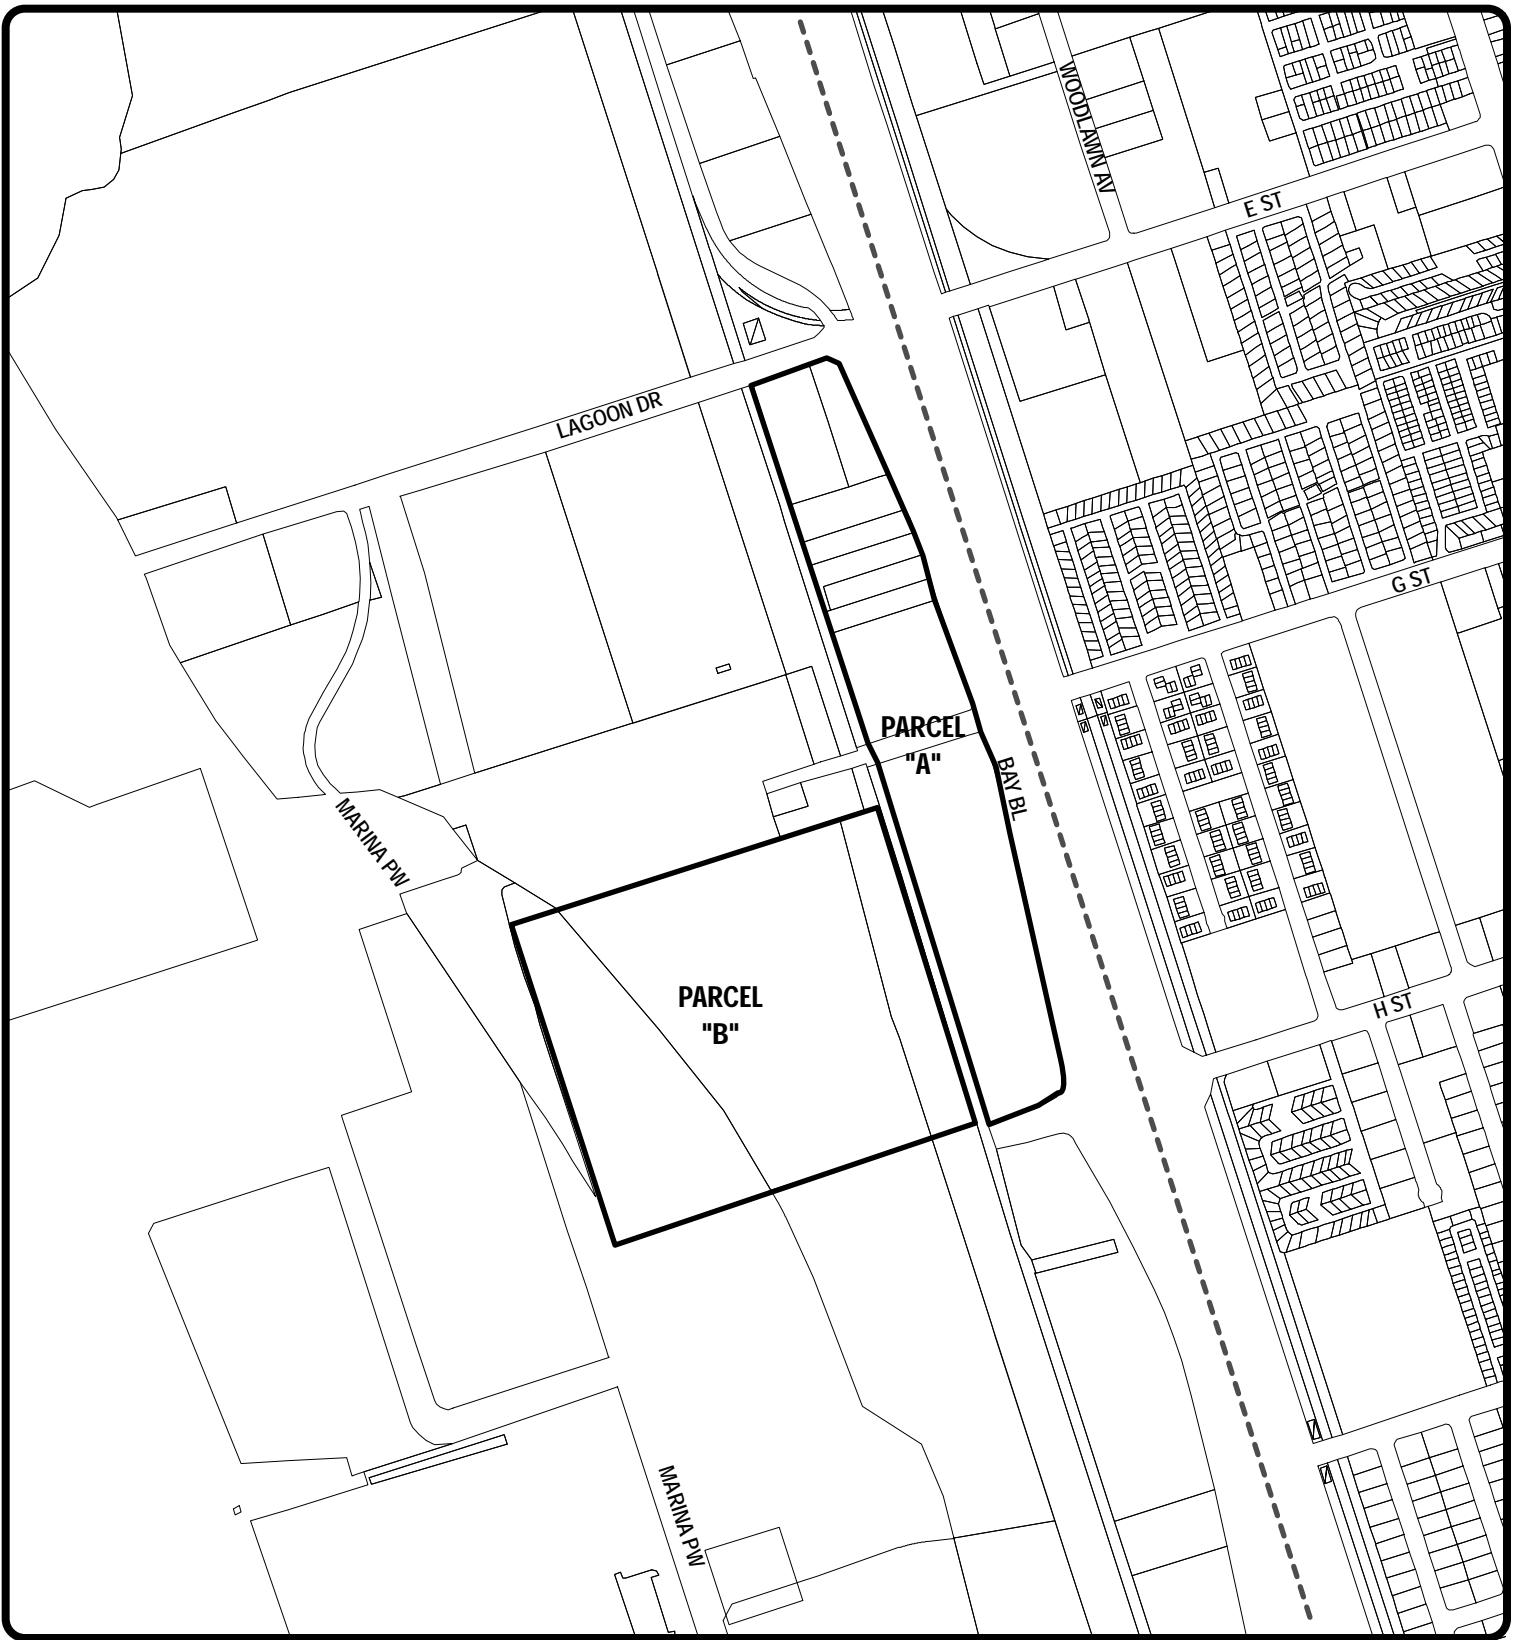 WOODLAWN AV
E ST
LAGOON DR
G ST
PARCEL
"A"
BAY BL
MARINA PW
PARCEL
"B"
H ST
MARINA PW